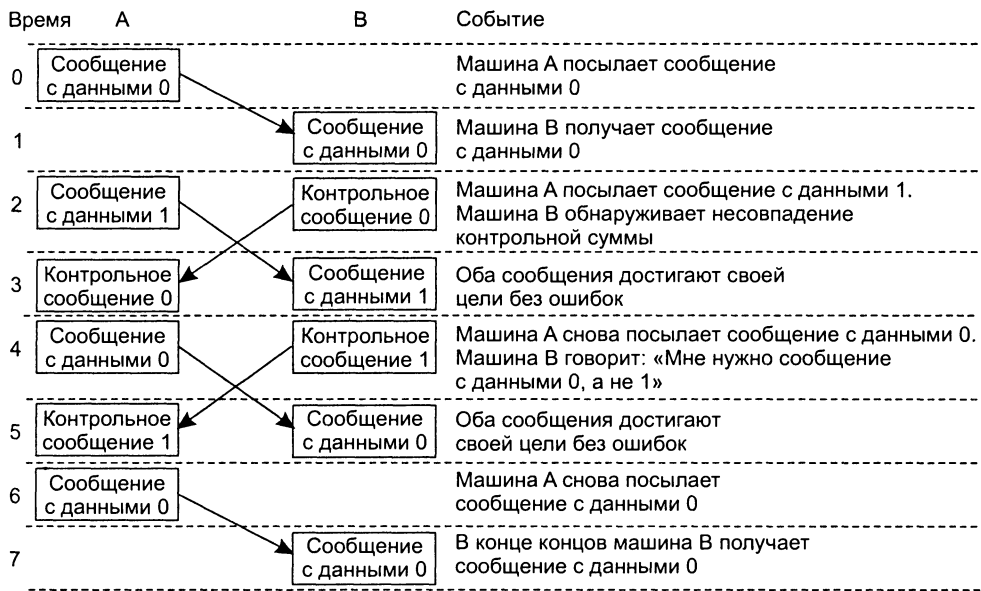 Время A B Событие
0
Сообщение
с данными 0
Машина A посылает сообщение
с данными 0
1
Сообщение
с данными 0
Машина B получает сообщение
с данными 0
2
Сообщение
с данными 1
Контрольное
сообщение 0
Машина A посылает сообщение с данными 1.
Машина B обнаруживает несовпадение
контрольной суммы
3
Контрольное
сообщение 0
Сообщение
с данными 1
Оба сообщения достигают своей
цели без ошибок
4
Сообщение
с данными 0
Контрольное
сообщение 1
Машина A снова посылает сообщение с данными 0.
Машина B говорит: «Мне нужно сообщение
с данными 0, а не 1»
5
Контрольное
сообщение 1
Сообщение
с данными 0
Оба сообщения достигают
своей цели без ошибок
6
Сообщение
с данными 0
Машина A снова посылает
сообщение с данными 0
7
Сообщение
с данными 0
В конце концов машина B получает
сообщение с данными 0